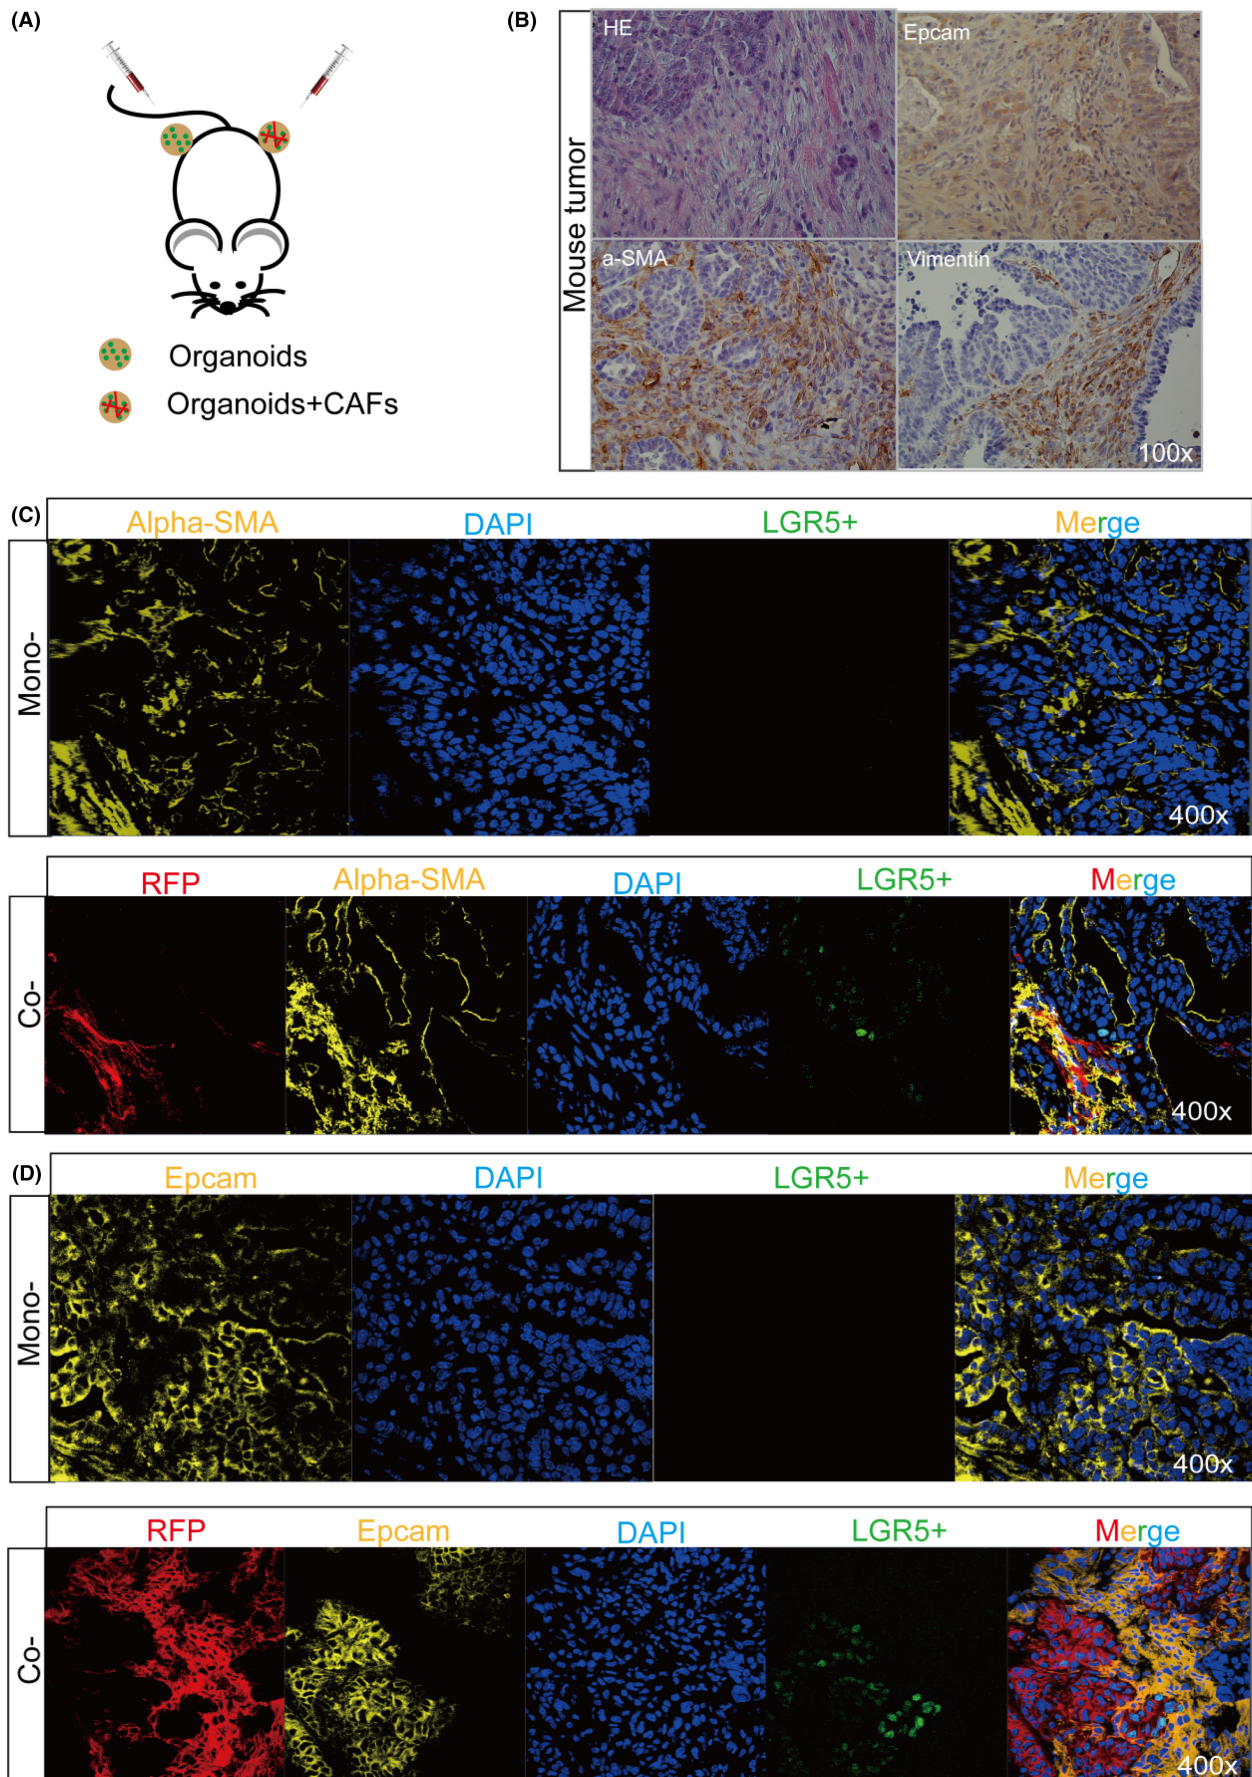 (A)
Organoids
Organoids+CAFs
(B)
Mouse tumor
HE
Epcam
a-SMA
Vimentin
100x
(C)
Alpha-SMA DAPI LGR5+ Merge
Mono-
400x
RFP Alpha-SMA DAPI LGR5+ Merge
Co-
400x
(D)
Epcam DAPI LGR5+ Merge
Mono-
400x
RFP Epcam DAPI LGR5+ Merge
Co-
400x